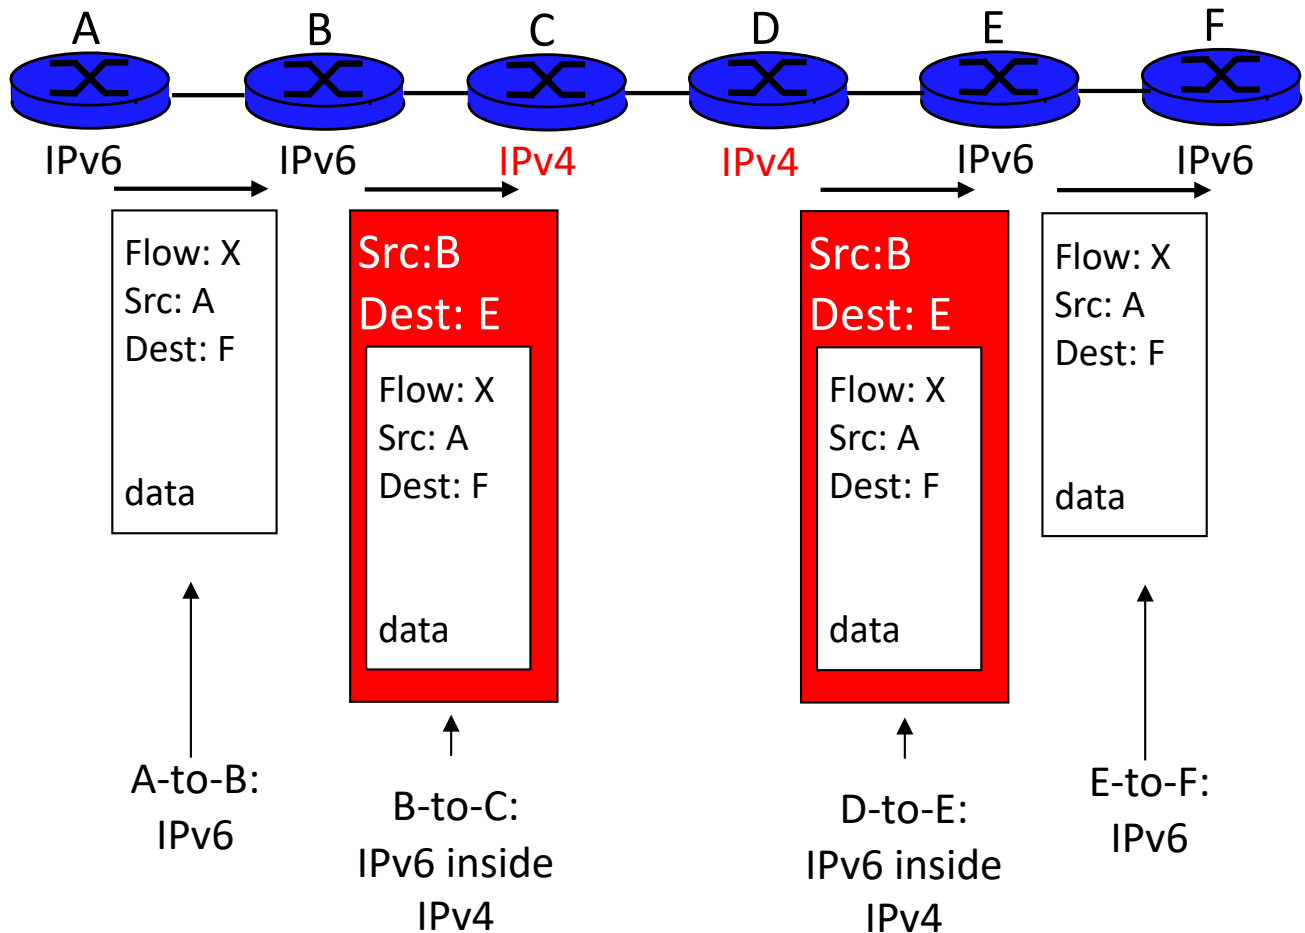 A
B
C
D
E
F
IPv6
IPv6
IPv4
IPv4
IPv6
IPv6
Flow: X
Src: A
Dest: F
data
Src:B
Dest: E
Flow: X
Src: A
Dest: F
data
Src:B
Dest: E
Flow: X
Src: A
Dest: F
data
Flow: X
Src: A
Dest: F
data
A-to-B:
IPv6
B-to-C:
IPv6 inside
IPv4
D-to-E:
IPv6 inside
IPv4
E-to-F:
IPv6